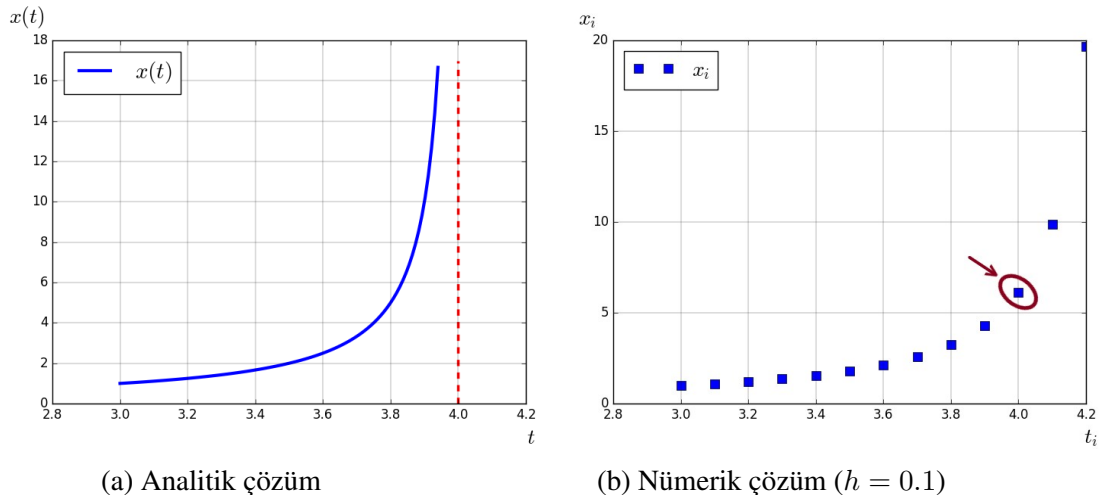 x(t)
18
16
14
12
10
8
6
4
2
0
x(t)
2.8 3.0 3.2 3.4 3.6 3.8 4.0 4.2
t
(a) Analitik çözüm
x_i
20
15
10
5
0
x_i
2.8 3.0 3.2 3.4 3.6 3.8 4.0 4.2
t_i
(b) Nümerik çözüm (h = 0.1)